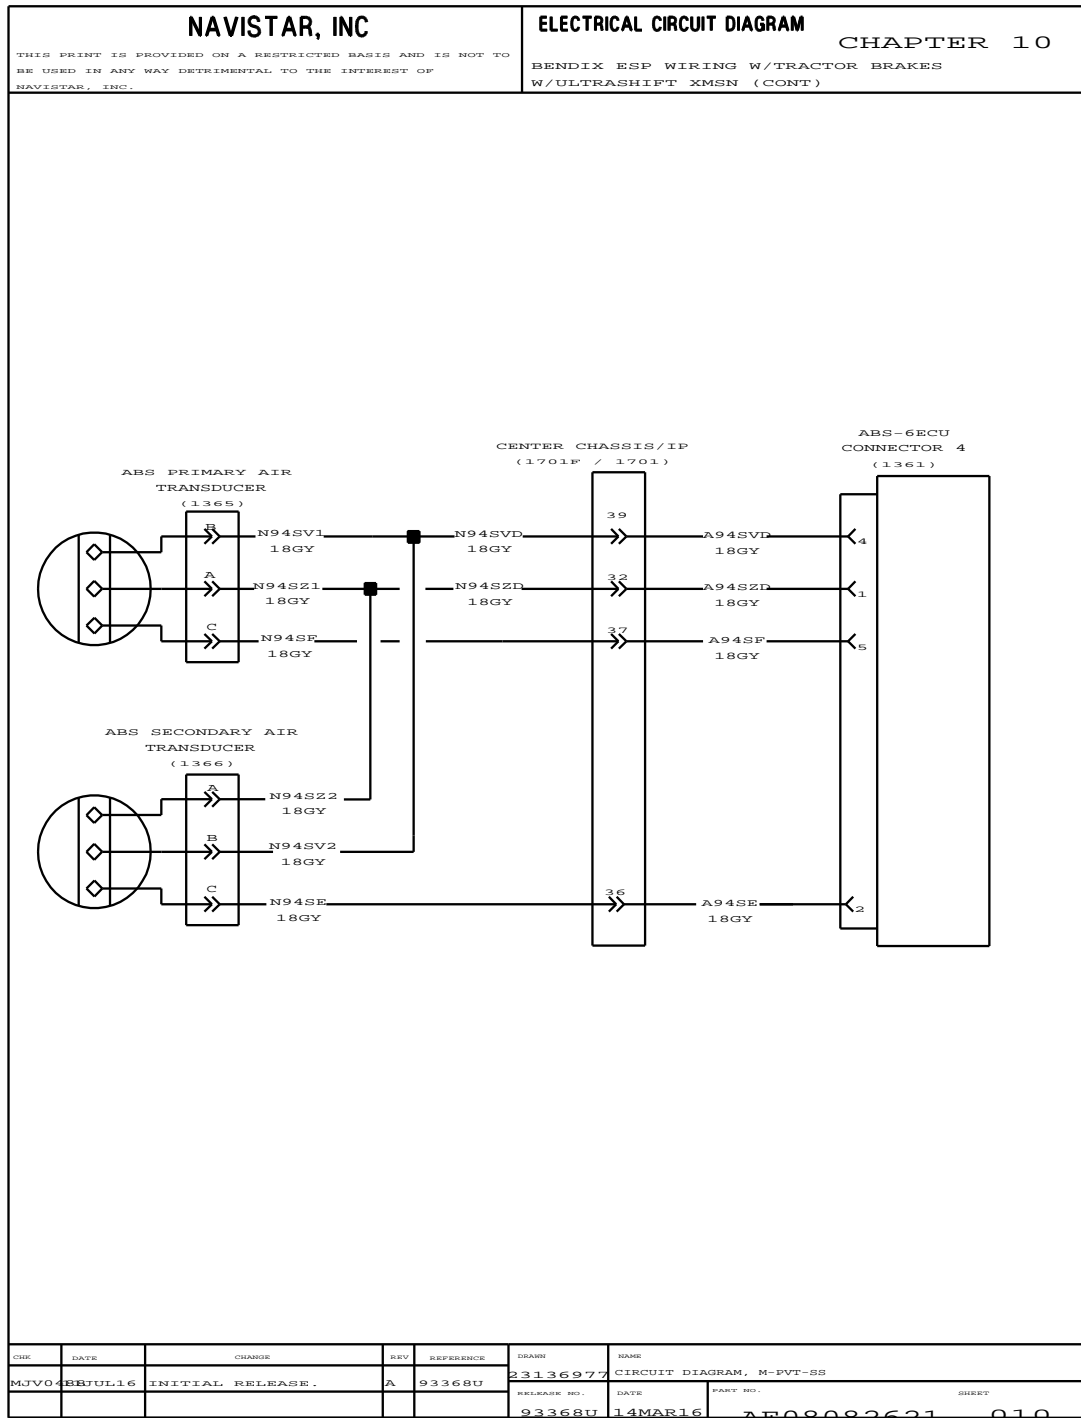 NAVISTAR, INC
THIS PRINT IS PROVIDED ON A RESTRICTED BASIS AND IS NOT TO
BE USED IN ANY WAY DETRIMENTAL TO THE INTEREST OF
NAVISTAR, INC.
ELECTRICAL CIRCUIT DIAGRAM
CHAPTER 10
BENDIX ESP WIRING W/TRACTOR BRAKES
W/ULTRASHIFT XMSN (CONT)
ABS PRIMARY AIR
TRANSDUCER
(1365)
CENTER CHASSIS/IP
(1701F / 1701)
ABS-6ECU
CONNECTOR 4
(1361)
B
N94SV1
18GY
N94SVD
18GY
39
A94SVD
18GY
4
A
N94SZ1
18GY
N94SZD
18GY
32
A94SZD
18GY
1
C
N94SF
18GY
37
A94SF
18GY
5
ABS SECONDARY AIR
TRANSDUCER
(1366)
A
N94SZ2
18GY
B
N94SV2
18GY
C
N94SE
18GY
36
A94SE
18GY
2
CHK DATE CHANGE REV REFERENCE
INITIAL RELEASE. A 93368U
DRAWN
23136977
NAME
CIRCUIT DIAGRAM, M-PVT-SS
RELEASE NO.
93368U
DATE
14MAR16
PART NO.
SHEET